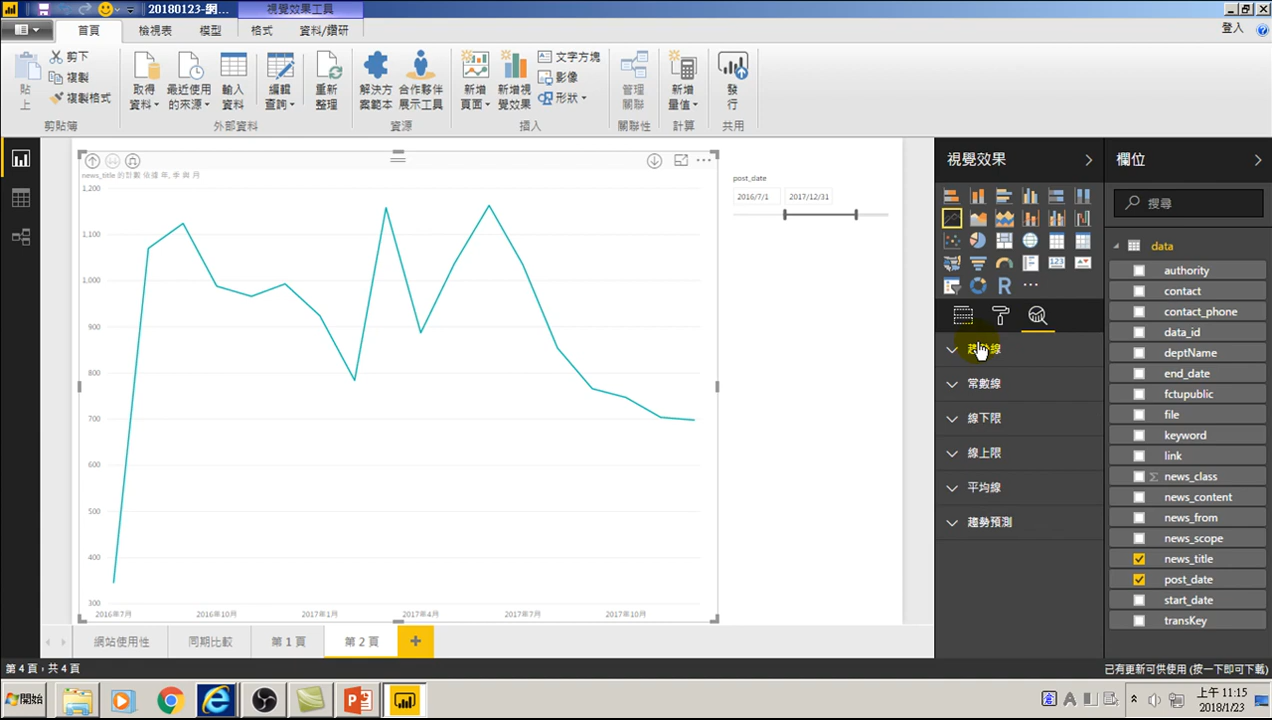 20180123-網...
視覺效果工具
首頁
檢視表
模型
格式
資料/鑽研
登入
貼上
剪下
複製
複製格式
剪貼簿
取得資料
最近使用的來源
輸入資料
編輯查詢
重新整理
外部資料
解決方案範本
合作夥伴展示工具
資源
新增頁面
新增視覺效果
文字方塊
影像
形狀
插入
管理關聯
關聯性
新增量值
計算
發行
共用
news_title 的計數 依據 年, 季 與 月
1,200
1,100
1,000
900
800
700
600
500
400
300
2016年7月
2016年10月
2017年1月
2017年4月
2017年7月
2017年10月
post_date
2016/7/1
2017/12/31
視覺效果
123
R
趨勢線
常數線
線下限
線上限
平均線
趨勢預測
欄位
搜尋
data
authority
contact
contact_phone
data_id
deptName
end_date
fctupublic
file
keyword
link
Σ news_class
news_content
news_from
news_scope
news_title
post_date
start_date
transKey
網站使用性
同期比較
第 1 頁
第 2 頁
第 4 頁，共 4 頁
已有更新可供使用 (按一下即可下載)
開始
上午 11:15
2018/1/23